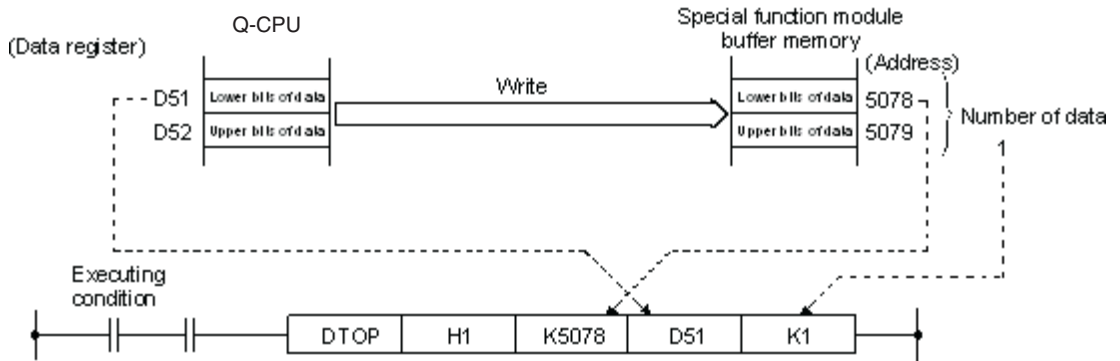 Q-CPU
Special function module
buffer memory
(Data register)
(Address)
D51
Lower bits of data
Write
Lower bits of data
5078
D52
Upper bits of data
Upper bits of data
5079
Number of data
1
Executing
condition
DTOP
H1
K5078
D51
K1